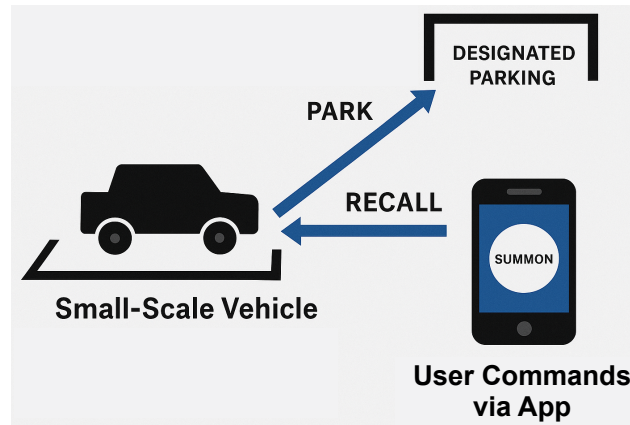 DESIGNATED
PARKING
PARK
RECALL
SUMMON
Small-Scale Vehicle
User Commands
via App